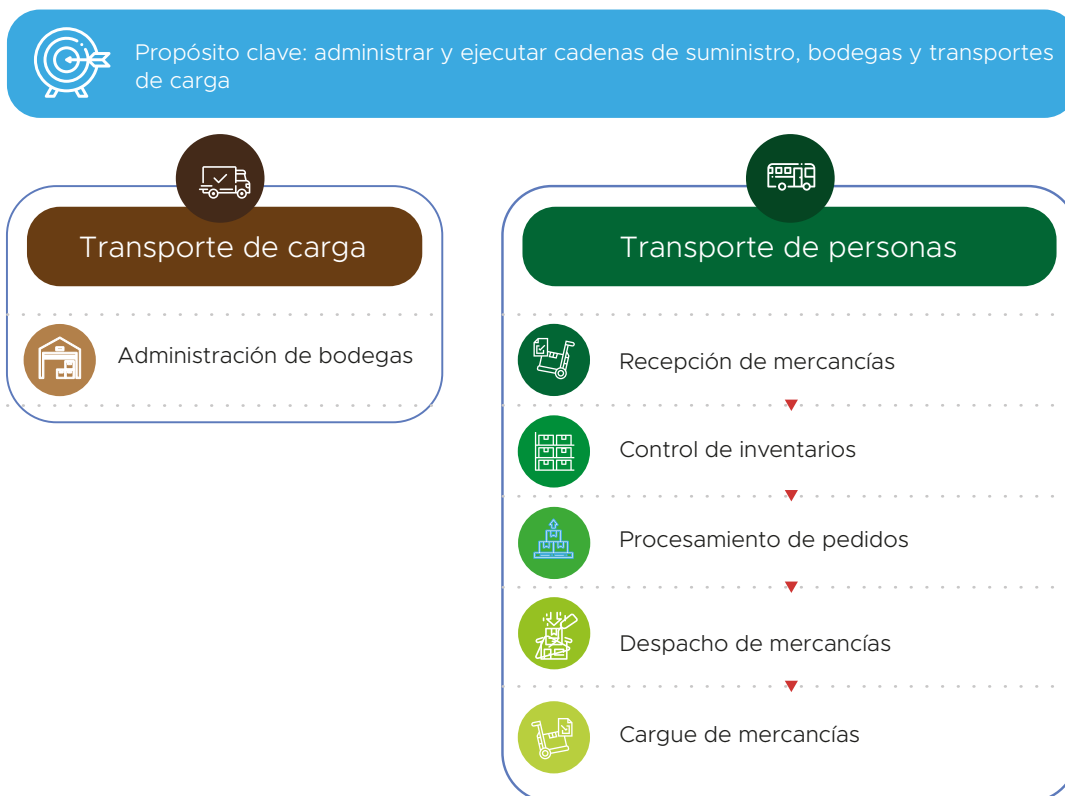 Propósito clave: administrar y ejecutar cadenas de suministro, bodegas y transportes
de carga
Transporte de carga
Administración de bodegas
Transporte de personas
Recepción de mercancías
Control de inventarios
Procesamiento de pedidos
Despacho de mercancías
Cargue de mercancías